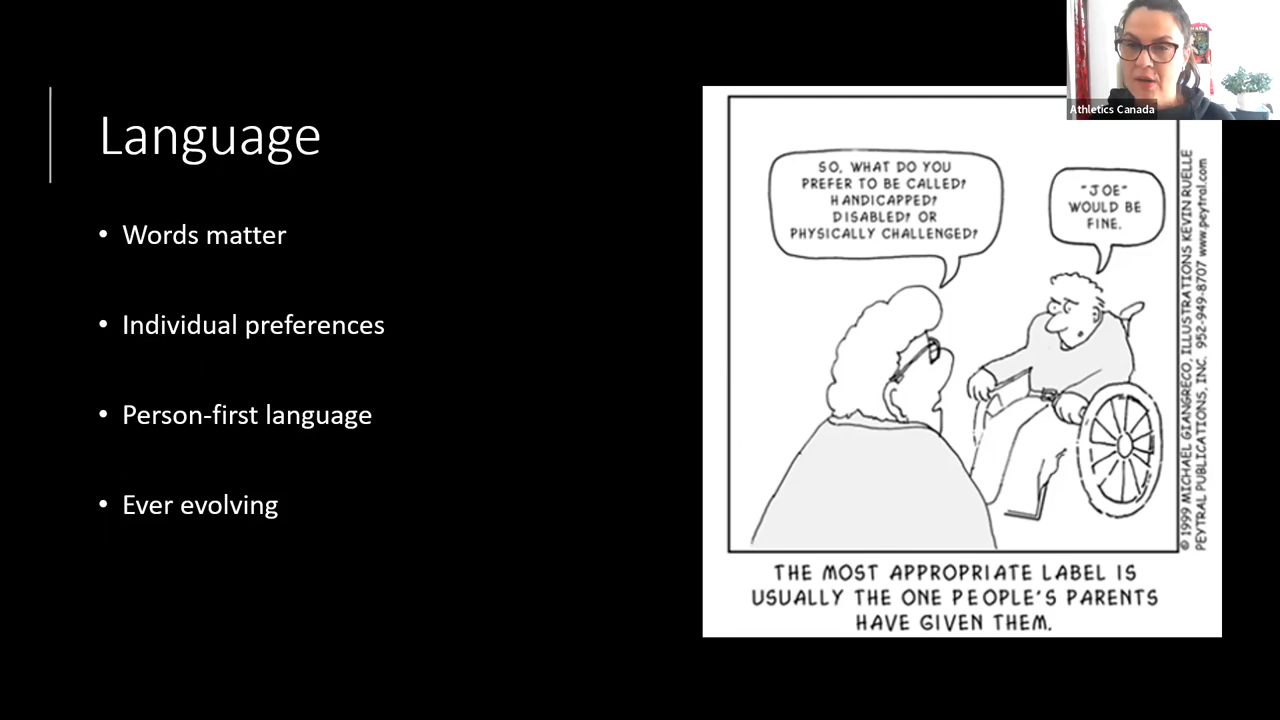 Language
• Words matter
• Individual preferences
• Person-first language
• Ever evolving
Athletics Canada
SO, WHAT DO YOU
PREFER TO BE CALLED?
HANDICAPPED?
DISABLED? OR
PHYSICALLY CHALLENGED?
"JOE"
WOULD BE
FINE.
© 1999 MICHAEL GIANGRECO, ILLUSTRATIONS KEVIN RUELLE
PEYTRAL PUBLICATIONS, INC. 952-949-8707 www.peytral.com
THE MOST APPROPRIATE LABEL IS
USUALLY THE ONE PEOPLE'S PARENTS
HAVE GIVEN THEM.